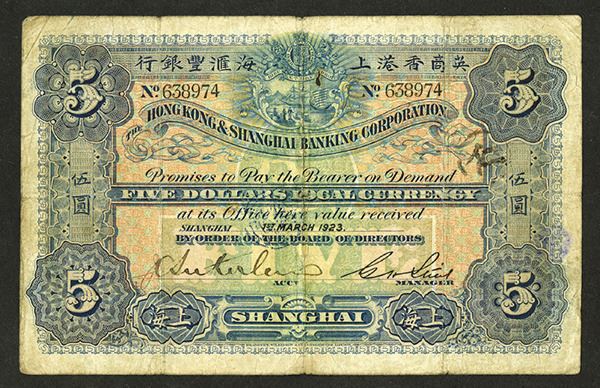 行銀豐滙海 上港香商英
5 5
No 638974 No 638974
THE HONG KONG & SHANGHAI BANKING CORPORATION
Promises to Pay the Bearer on Demand
FIVE DOLLARS LOCAL CURRENCY
伍圓 伍圓
at its Office here value received
SHANGHAI 1ST MARCH 1923.
BY ORDER OF THE BOARD OF DIRECTORS
FIVE
ACCT MANAGER
5 5
海上 SHANGHAI 海上